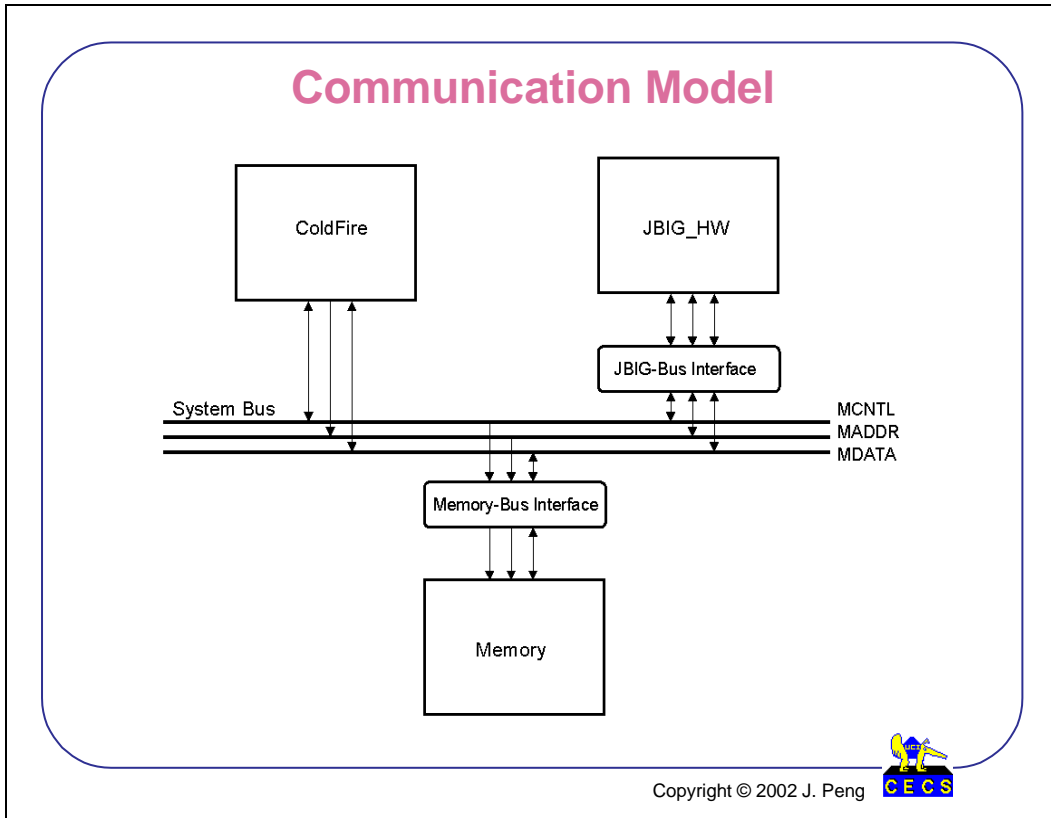 Communication Model
ColdFire
JBIG_HW
JBIG-Bus Interface
System Bus
MCNTL
MADDR
MDATA
Memory-Bus Interface
Memory
Copyright © 2002 J. Peng
UCI
CECS